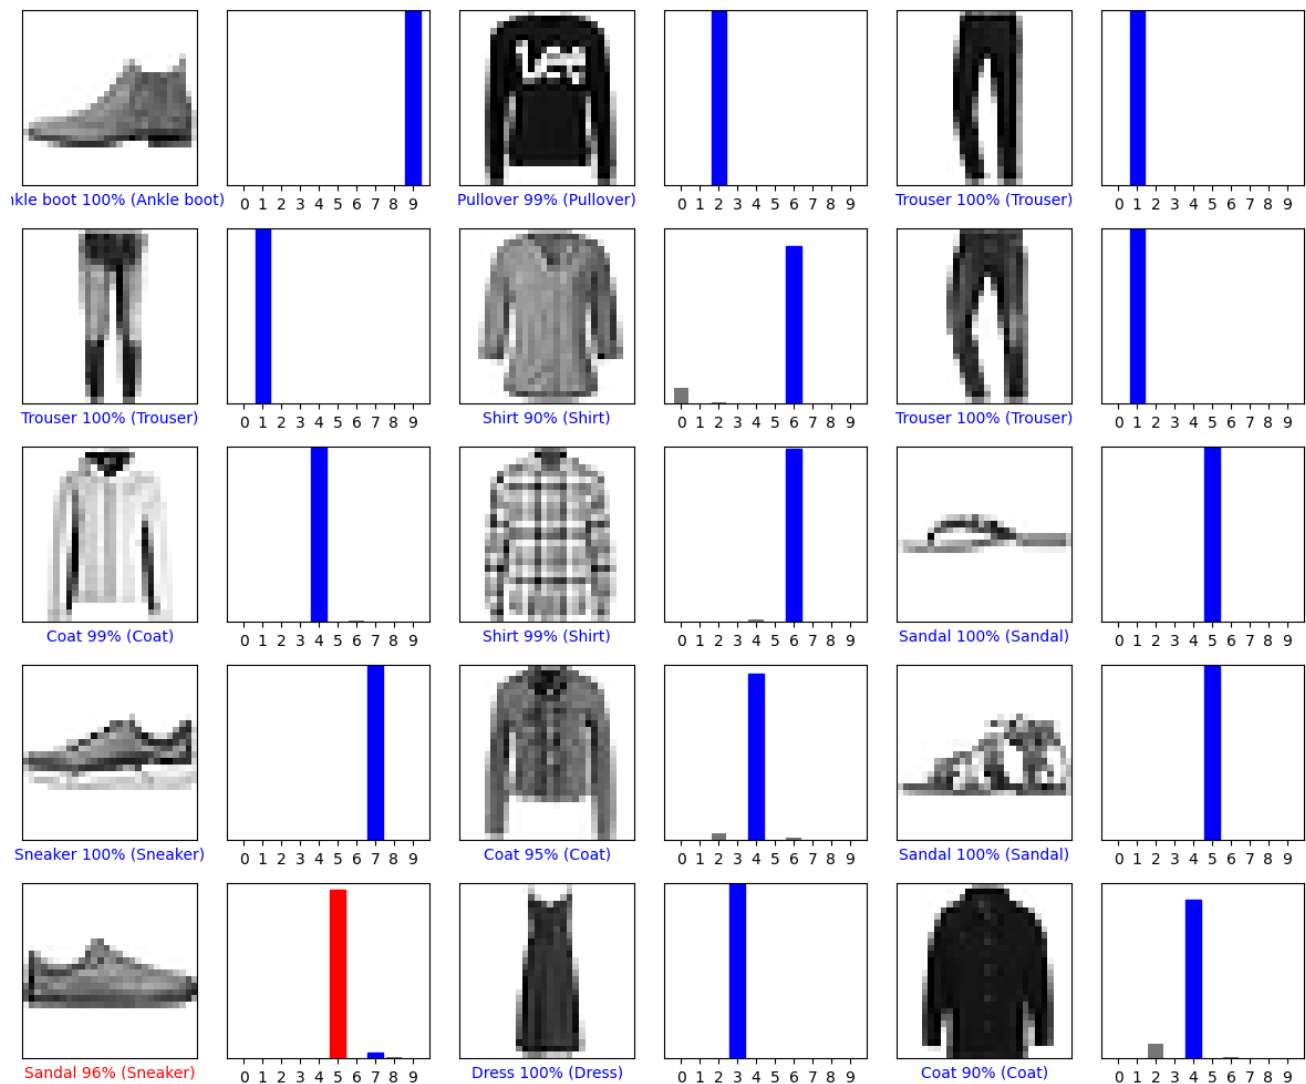 Lee
nkle boot 100% (Ankle boot)
0 1 2 3 4 5 6 7 8 9
Pullover 99% (Pullover)
0 1 2 3 4 5 6 7 8 9
Trouser 100% (Trouser)
0 1 2 3 4 5 6 7 8 9
Trouser 100% (Trouser)
0 1 2 3 4 5 6 7 8 9
Shirt 90% (Shirt)
0 1 2 3 4 5 6 7 8 9
Trouser 100% (Trouser)
0 1 2 3 4 5 6 7 8 9
Coat 99% (Coat)
0 1 2 3 4 5 6 7 8 9
Shirt 99% (Shirt)
0 1 2 3 4 5 6 7 8 9
Sandal 100% (Sandal)
0 1 2 3 4 5 6 7 8 9
Sneaker 100% (Sneaker)
0 1 2 3 4 5 6 7 8 9
Coat 95% (Coat)
0 1 2 3 4 5 6 7 8 9
Sandal 100% (Sandal)
0 1 2 3 4 5 6 7 8 9
Sandal 96% (Sneaker)
0 1 2 3 4 5 6 7 8 9
Dress 100% (Dress)
0 1 2 3 4 5 6 7 8 9
Coat 90% (Coat)
0 1 2 3 4 5 6 7 8 9